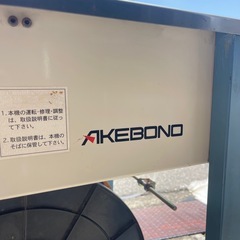 1.本機の運転・修理・調整
は、取扱説明書に従っ
て下さい。
2.取扱説明書は、本機の
そばに保管して下さい。
AKEBONO